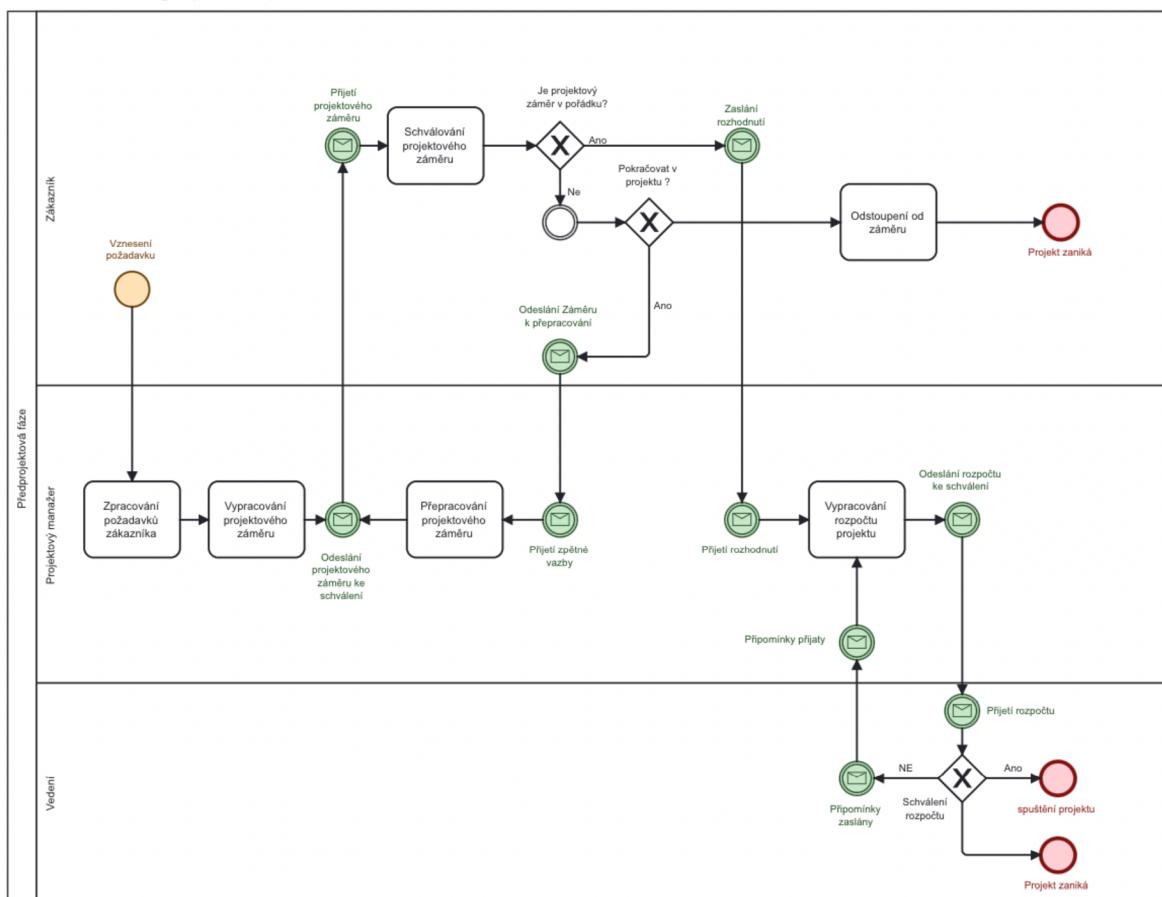 Předprojektová fáze
Zákazník
Přijetí
projektového
záměru
Schválování
projektového
záměru
Je projektový
záměr v pořádku?
Ano
Ne
Zaslání
rozhodnutí
Pokračovat v
projektu ?
Odstoupení od
záměru
Projekt zaniká
Vznesení
požadavku
Ano
Odeslání Záměru
k přepracování
Projektový manažer
Zpracování
požadavků
zákazníka
Vypracování
projektového
záměru
Odeslání
projektového
záměru ke
schválení
Přepracování
projektového
záměru
Přijetí zpětné
vazby
Přijetí rozhodnutí
Vypracování
rozpočtu
projektu
Odeslání rozpočtu
ke schválení
Připomínky přijaty
Vedení
Přijetí rozpočtu
NE
Ano
Schválení
rozpočtu
Připomínky
zaslány
spuštění projektu
Projekt zaniká